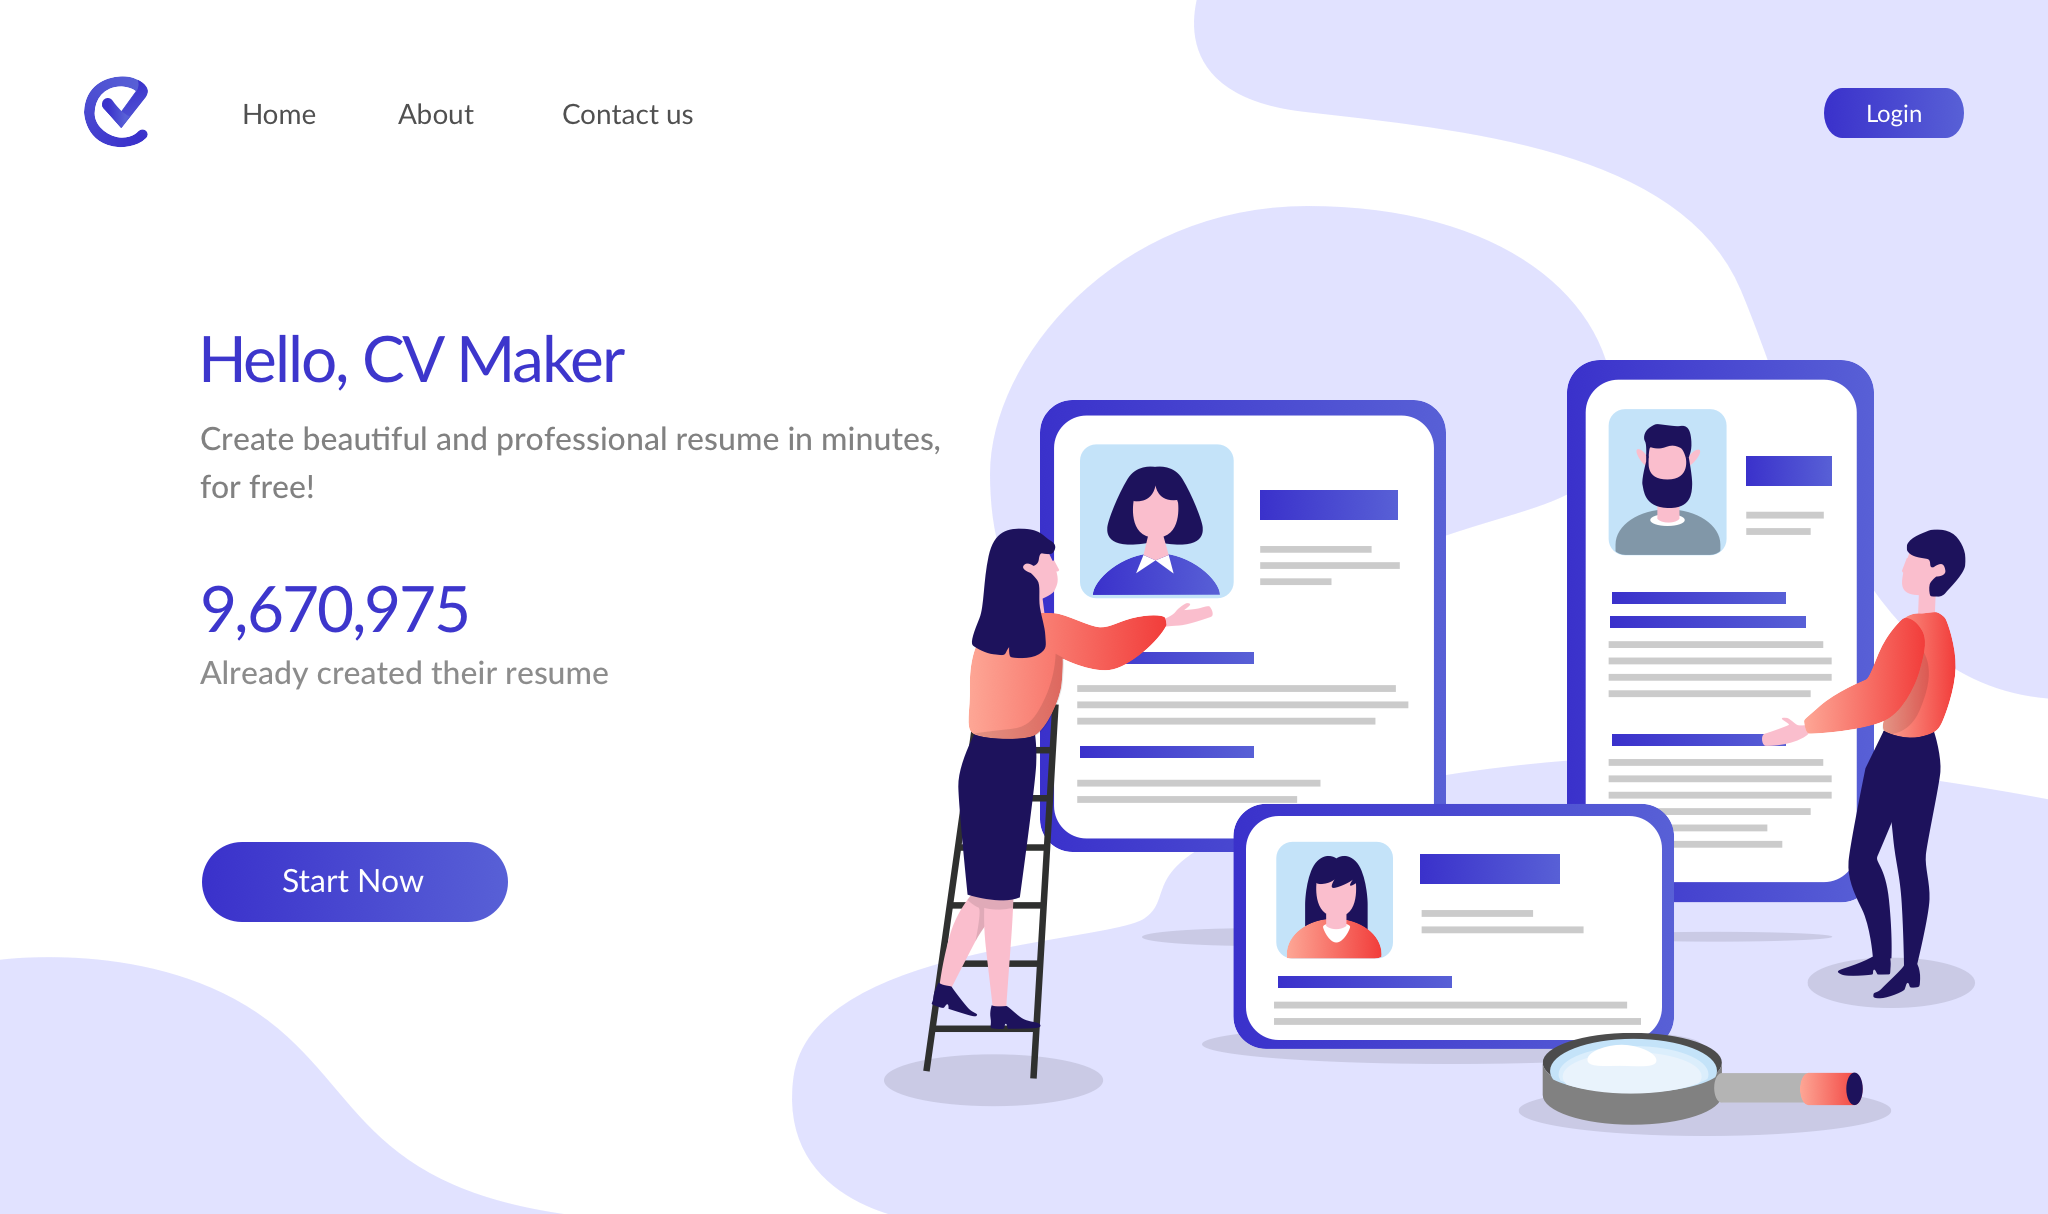 Home About Contact us Login
Hello, CV Maker
Create beautiful and professional resume in minutes,
for free!
9,670,975
Already created their resume
Start Now